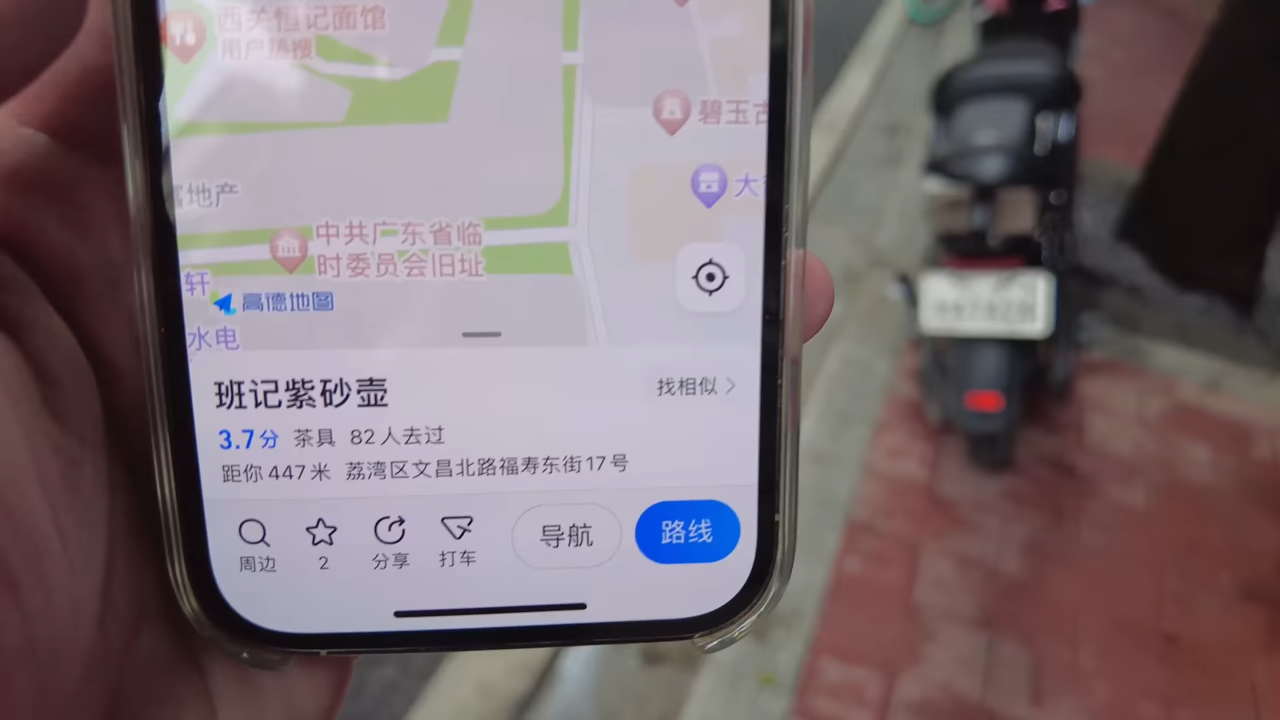 西关恒记面馆
用户热搜
碧玉古
大
富地产
中共广东省临
时委员会旧址
轩
高德地图
水电
班记紫砂壶
找相似
3.7分 茶具 82人去过
距你447米 荔湾区文昌北路福寿东街17号
周边
2
分享
打车
导航
路线